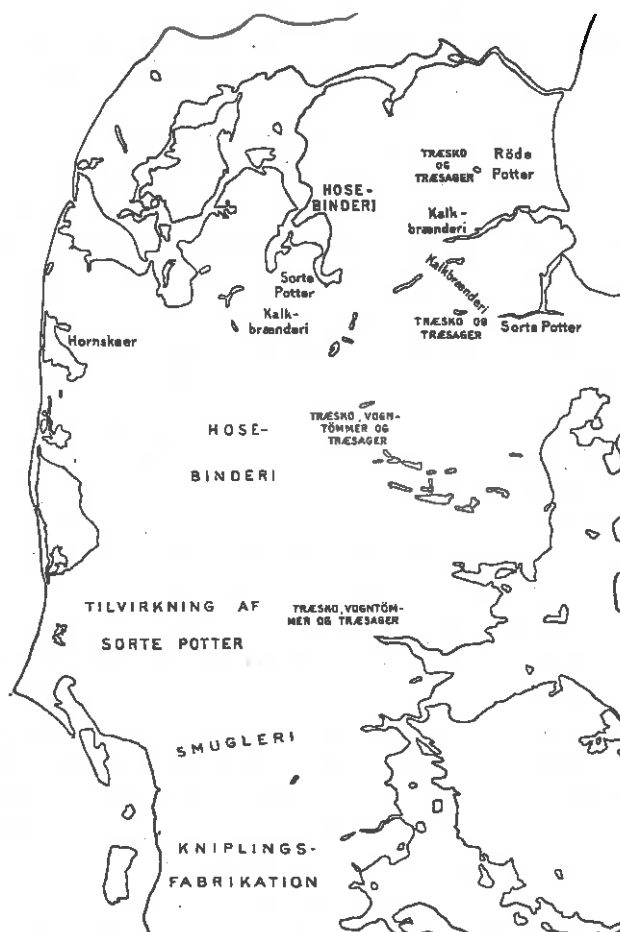 TRÆSKO
OG
TRÆSAGER
Röde
Potter
HOSE-
BINDERI
Kalk-
brænderi
Kalkbrænderi
Sorte
Potter
Kalk-
brænderi
TRÆSKO OG
TRÆSAGER
Sorte Potter
Hornskeer
TRÆSKO, VOGN-
TÖMMER OG
TRÆSAGER
HOSE-
BINDERI
TILVIRKNING AF
SORTE POTTER
TRÆSKO, VOGNTÖM-
MER OG TRÆSAGER
SMUGLERI
KNIPLINGS-
FABRIKATION